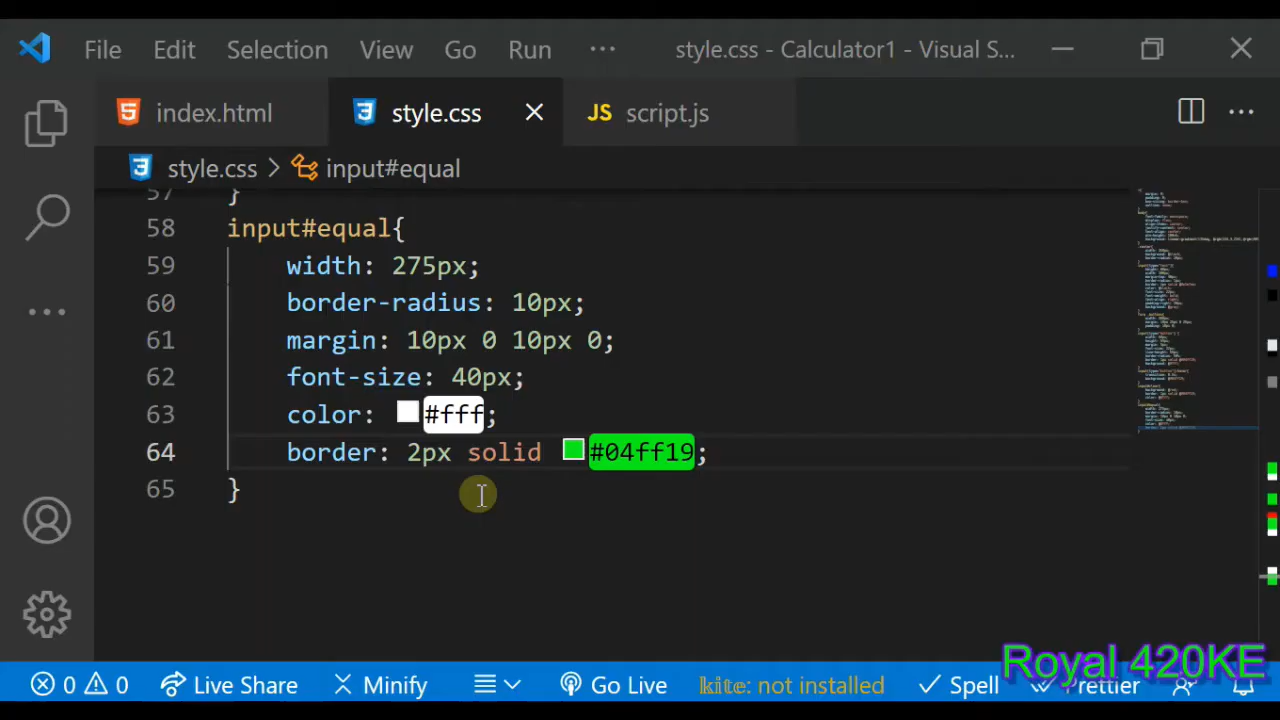 File Edit Selection View Go Run ··· style.css - Calculator1 - Visual S...
index.html style.css JS script.js
style.css > input#equal
57 }
58 input#equal{
59 width: 275px;
60 border-radius: 10px;
61 margin: 10px 0 10px 0;
62 font-size: 40px;
63 color: #fff;
64 border: 2px solid #04ff19;
65 }
Royal 420KE
0 0 Live Share Minify Go Live kite: not installed Spell Prettier